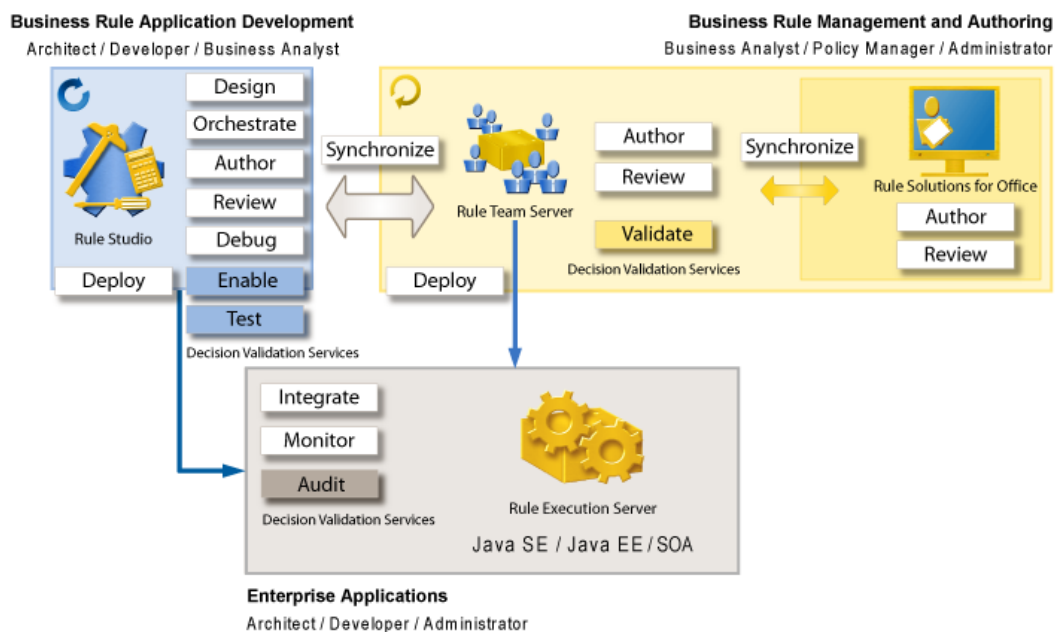 Business Rule Application Development
Architect / Developer / Business Analyst
Business Rule Management and Authoring
Business Analyst / Policy Manager / Administrator
Design
Orchestrate
Author
Review
Debug
Rule Studio
Deploy
Enable
Test
Decision Validation Services
Synchronize
Rule Team Server
Author
Review
Validate
Decision Validation Services
Deploy
Synchronize
Rule Solutions for Office
Author
Review
Integrate
Monitor
Audit
Decision Validation Services
Rule Execution Server
Java SE / Java EE / SOA
Enterprise Applications
Architect / Developer / Administrator